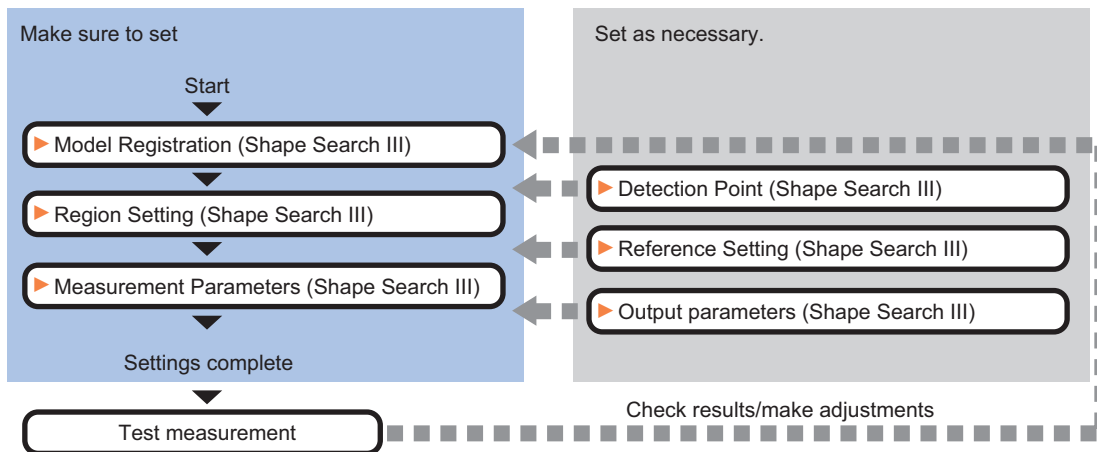 Make sure to set
Start
Model Registration (Shape Search III)
Region Setting (Shape Search III)
Measurement Parameters (Shape Search III)
Settings complete
Test measurement
Set as necessary.
Detection Point (Shape Search III)
Reference Setting (Shape Search III)
Output parameters (Shape Search III)
Check results/make adjustments